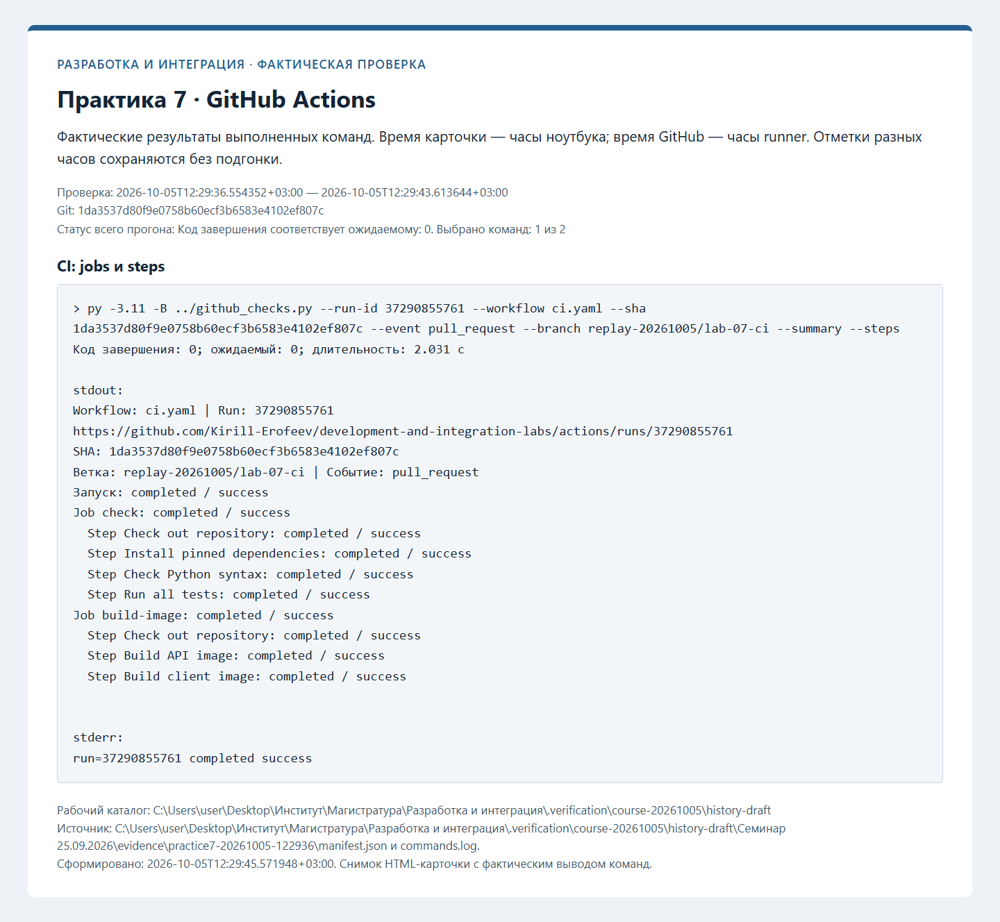 РАЗРАБОТКА И ИНТЕГРАЦИЯ · ФАКТИЧЕСКАЯ ПРОВЕРКА
Практика 7 · GitHub Actions
Фактические результаты выполненных команд. Время карточки — часы ноутбука; время GitHub — часы runner. Отметки разных
часов сохраняются без подгонки.
Проверка: 2026-10-05T12:29:36.554352+03:00 — 2026-10-05T12:29:43.613644+03:00
Git: 1da3537d80f9e0758b60ecf3b6583e4102ef807c
Статус всего прогона: Код завершения соответствует ожидаемому: 0. Выбрано команд: 1 из 2
CI: jobs и steps
> py -3.11 -B ../github_checks.py --run-id 37290855761 --workflow ci.yaml --sha
1da3537d80f9e0758b60ecf3b6583e4102ef807c --event pull_request --branch replay-20261005/lab-07-ci --summary --steps
Код завершения: 0; ожидаемый: 0; длительность: 2.031 с
stdout:
Workflow: ci.yaml | Run: 37290855761
https://github.com/Kirill-Erofeev/development-and-integration-labs/actions/runs/37290855761
SHA: 1da3537d80f9e0758b60ecf3b6583e4102ef807c
Ветка: replay-20261005/lab-07-ci | Событие: pull_request
Запуск: completed / success
Job check: completed / success
  Step Check out repository: completed / success
  Step Install pinned dependencies: completed / success
  Step Check Python syntax: completed / success
  Step Run all tests: completed / success
Job build-image: completed / success
  Step Check out repository: completed / success
  Step Build API image: completed / success
  Step Build client image: completed / success
stderr:
run=37290855761 completed success
Рабочий каталог: C:\Users\user\Desktop\Институт\Магистратура\Разработка и интеграция\.verification\course-20261005\history-draft
Источник: C:\Users\user\Desktop\Институт\Магистратура\Разработка и интеграция\.verification\course-20261005\history-draft\Семинар
25.09.2026\evidence\practice7-20261005-122936\manifest.json и commands.log.
Сформировано: 2026-10-05T12:29:45.571948+03:00. Снимок HTML-карточки с фактическим выводом команд.